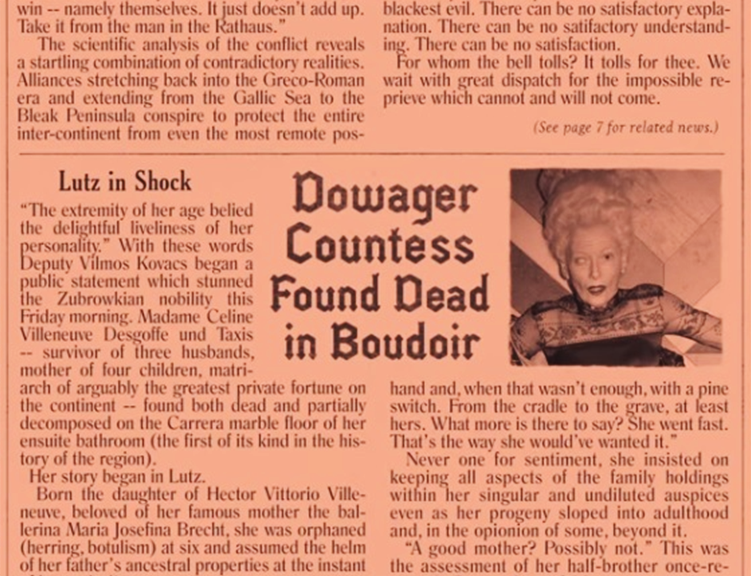 win -- namely themselves. It just doesn't add up.
Take it from the man in the Rathaus."
The scientific analysis of the conflict reveals
a startling combination of contradictory realities.
Alliances stretching back into the Greco-Roman
era and extending from the Gallic Sea to the
Bleak Peninsula conspire to protect the entire
inter-continent from even the most remote pos-
blackest evil. There can be no satisfactory expla-
nation. There can be no satifactory understand-
ing. There can be no satisfaction.
For whom the bell tolls? It tolls for thee. We
wait with great dispatch for the impossible re-
prieve which cannot and will not come.
(See page 7 for related news.)
Dowager
Countess
Found Dead
in Boudoir
Lutz in Shock
"The extremity of her age belied
the delightful liveliness of her
personality." With these words
Deputy Vilmos Kovacs began a
public statement which stunned
the Zubrowkian nobility this
Friday morning. Madame Celine
Villeneuve Desgoffe und Taxis
-- survivor of three husbands,
mother of four children, matri-
arch of arguably the greatest private fortune on
the continent -- found both dead and partially
decomposed on the Carrera marble floor of her
ensuite bathroom (the first of its kind in the his-
tory of the region).
Her story began in Lutz.
Born the daughter of Hector Vittorio Ville-
neuve, beloved of her famous mother the bal-
lerina Maria Josefina Brecht, she was orphaned
(herring, botulism) at six and assumed the helm
of her father's ancestral properties at the instant
hand and, when that wasn't enough, with a pine
switch. From the cradle to the grave, at least
hers. What more is there to say? She went fast.
That's the way she would've wanted it."
Never one for sentiment, she insisted on
keeping all aspects of the family holdings
within her singular and undiluted auspices
even as her progeny sloped into adulthood
and, in the opionion of some, beyond it.
"A good mother? Possibly not." This was
the assessment of her half-brother once-re-